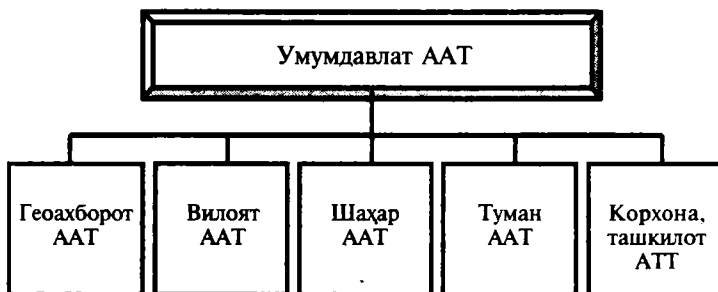 Умумдавлат ААТ
Геоахборот
ААТ
Вилоят
ААТ
Шаҳар
ААТ
Туман
ААТ
Корхона,
ташкилот
АТТ